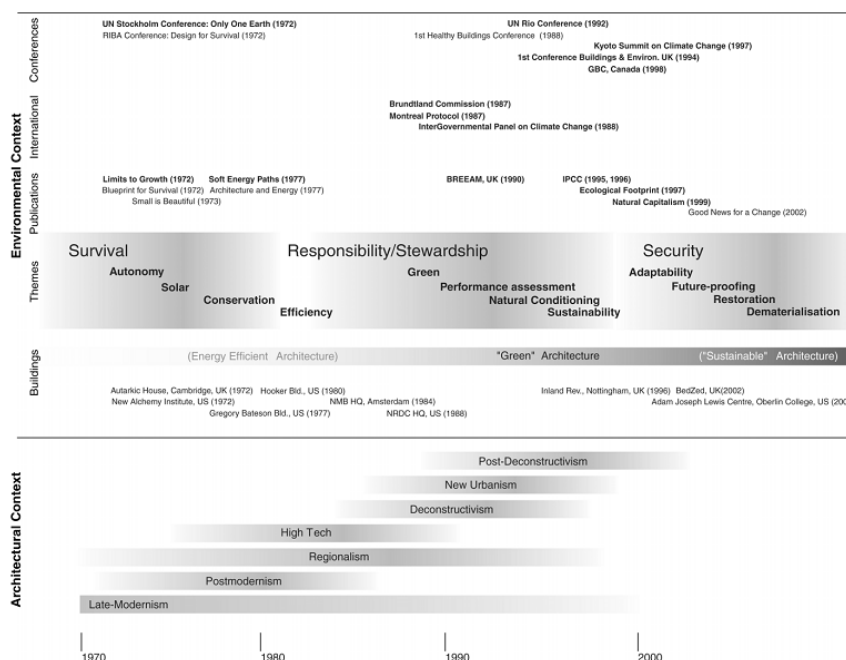 Environmental Context
Conferences
UN Stockholm Conference: Only One Earth (1972)
UN Rio Conference (1992)
RIBA Conference: Design for Survival (1972)
1st Healthy Buildings Conference (1988)
Kyoto Summit on Climate Change (1997)
1st Conference Buildings & Environ. UK (1994)
GBC, Canada (1998)
International
Brundtland Commission (1987)
Montreal Protocol (1987)
InterGovernmental Panel on Climate Change (1988)
Publications
Limits to Growth (1972)
Soft Energy Paths (1977)
BREEAM, UK (1990)
IPCC (1995, 1996)
Blueprint for Survival (1972)
Architecture and Energy (1977)
Ecological Footprint (1997)
Small is Beautiful (1973)
Natural Capitalism (1999)
Good News for a Change (2002)
Themes
Survival
Responsibility/Stewardship
Security
Autonomy
Green
Adaptability
Solar
Performance assessment
Future-proofing
Conservation
Natural Conditioning
Restoration
Efficiency
Sustainability
Dematerialisation
Buildings
(Energy Efficient Architecture)
"Green" Architecture
("Sustainable" Architecture)
Autarkic House, Cambridge, UK (1972)
Hooker Bld., US (1980)
Inland Rev., Nottingham, UK (1996)
BedZed, UK(2002)
New Alchemy Institute, US (1972)
NMB HQ, Amsterdam (1984)
Adam Joseph Lewis Centre, Oberlin College, US (200
Gregory Bateson Bld., US (1977)
NRDC HQ, US (1988)
Architectural Context
Post-Deconstructivism
New Urbanism
Deconstructivism
High Tech
Regionalism
Postmodernism
Late-Modernism
1970
1980
1990
2000